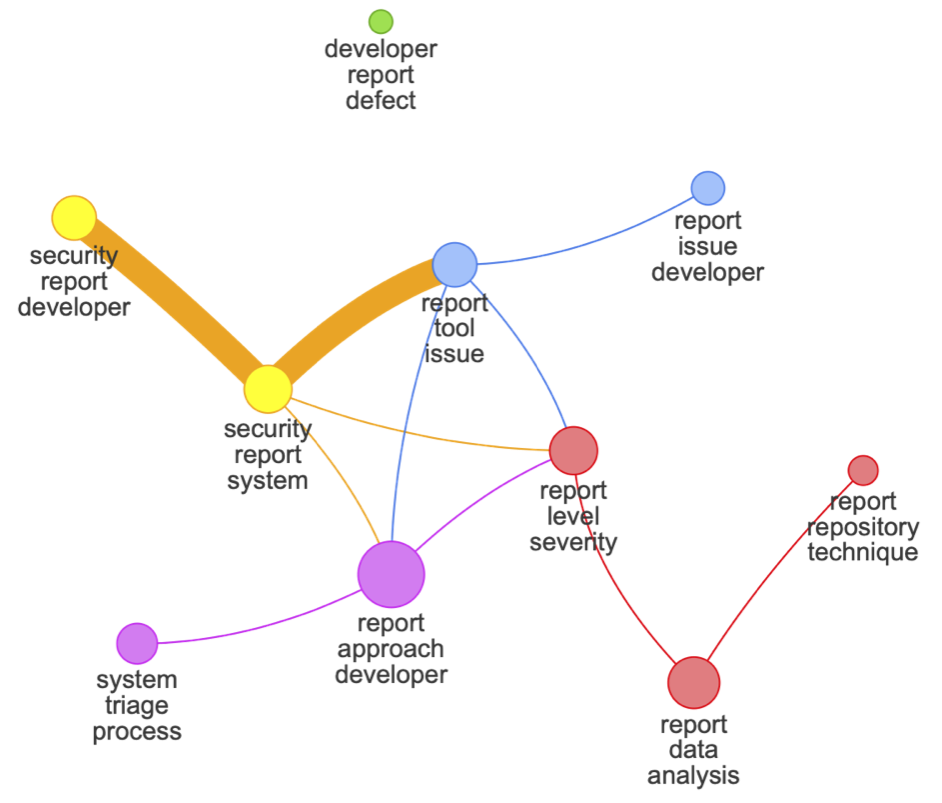 developer
report
defect
report
issue
developer
security
report
developer
report
tool
issue
security
report
system
report
level
severity
report
repository
technique
report
approach
developer
system
triage
process
report
data
analysis